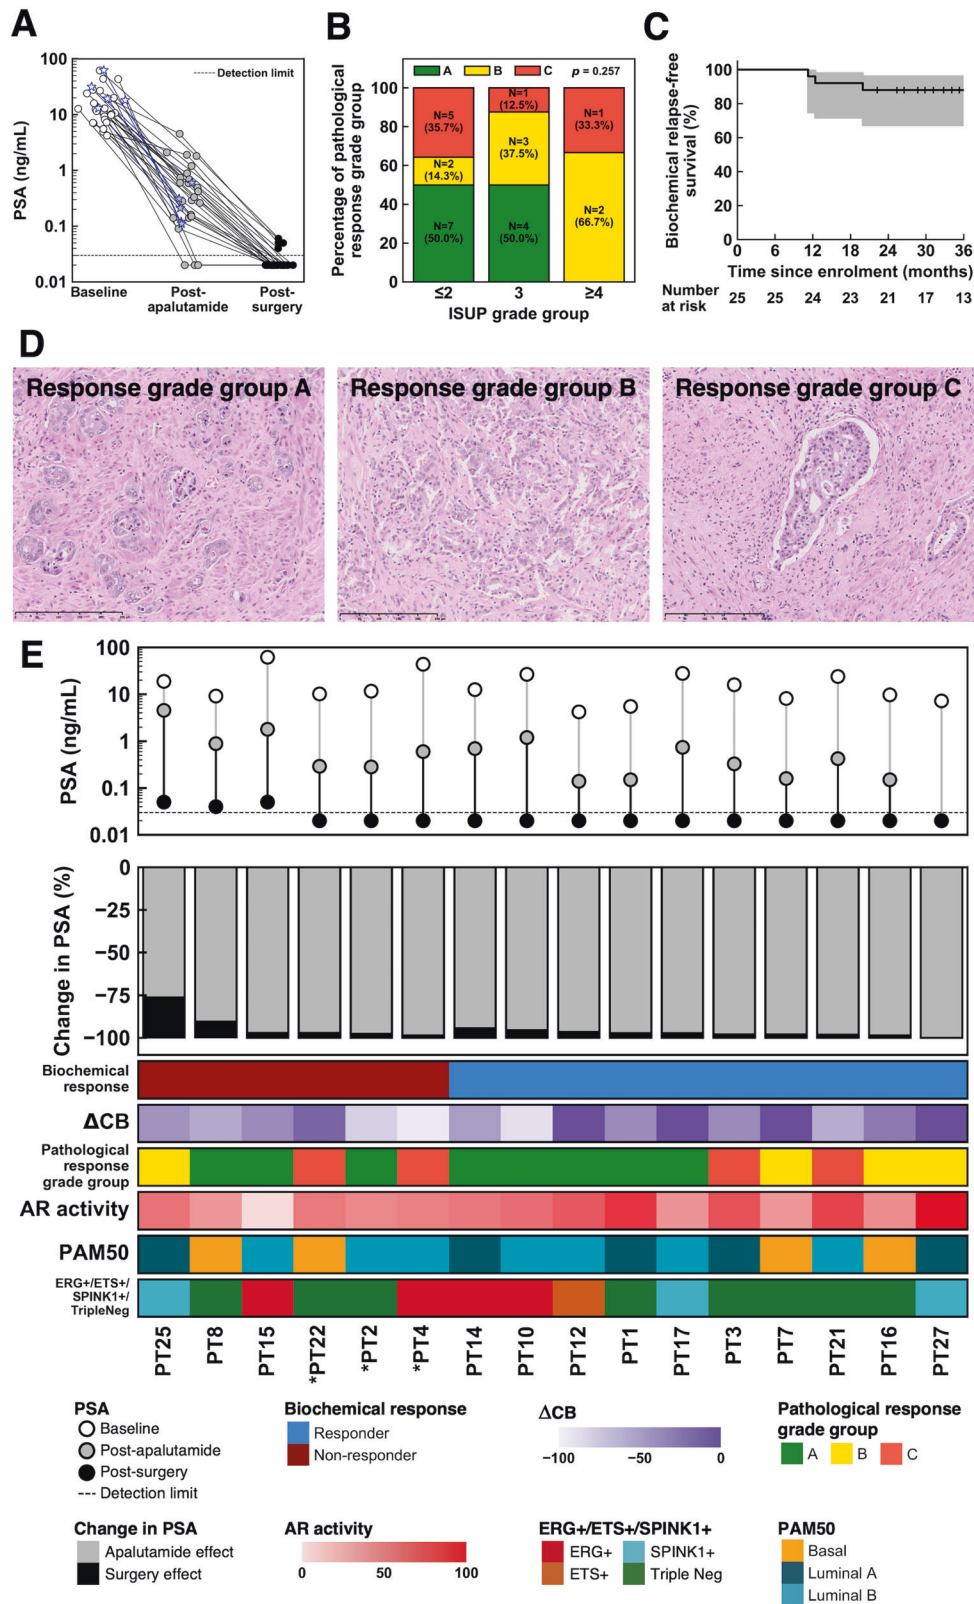 A
PSA (ng/mL)
100
10
1
0.1
0.01
Detection limit
Baseline
Post-
apalutamide
Post-
surgery
B
Percentage of pathological
response grade group
100
80
60
40
20
0
A
B
C
p = 0.257
N=5
(35.7%)
N=2
(14.3%)
N=7
(50.0%)
N=1
(12.5%)
N=3
(37.5%)
N=4
(50.0%)
N=1
(33.3%)
N=2
(66.7%)
≤2
3
≥4
ISUP grade group
C
Biochemical relapse-free
survival (%)
100
80
60
40
20
0
0 6 12 18 24 30 36
Time since enrolment (months)
Number
at risk
25 25 24 23 21 17 13
D
Response grade group A
Response grade group B
Response grade group C
E
PSA (ng/mL)
100
10
1
0.1
0.01
Change in PSA (%)
0
−25
−50
−75
−100
Biochemical
response
ΔCB
Pathological
response
grade group
AR activity
PAM50
ERG+/ETS+/
SPINK1+/
TripleNeg
PT25
PT8
PT15
*PT22
*PT2
*PT4
PT14
PT10
PT12
PT1
PT17
PT3
PT7
PT21
PT16
PT27
PSA
Baseline
Post-apalutamide
Post-surgery
Detection limit
Biochemical response
Responder
Non-responder
ΔCB
−100 −50 0
Pathological response
grade group
A B C
Change in PSA
Apalutamide effect
Surgery effect
AR activity
0 50 100
ERG+/ETS+/SPINK1+
ERG+
ETS+
SPINK1+
Triple Neg
PAM50
Basal
Luminal A
Luminal B